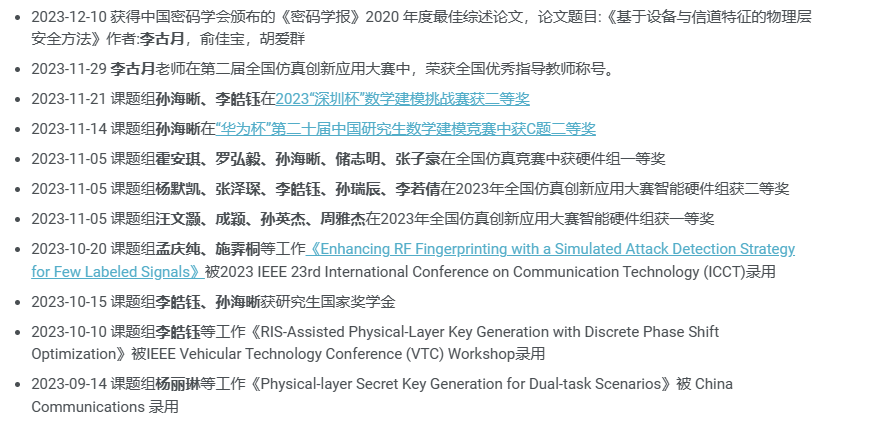 2023-12-10 获得中国密码学会颁布的《密码学报》2020 年度最佳综述论文，论文题目:《基于设备与信道特征的物理层
安全方法》作者:李古月，俞佳宝，胡爱群
2023-11-29 李古月老师在第二届全国仿真创新应用大赛中，荣获全国优秀指导教师称号。
2023-11-21 课题组孙海晰、李皓钰在2023“深圳杯”数学建模挑战赛获二等奖
2023-11-14 课题组孙海晰在“华为杯”第二十届中国研究生数学建模竞赛中获C题二等奖
2023-11-05 课题组霍安琪、罗弘毅、孙海晰、储志明、张子豪在全国仿真竞赛中获硬件组一等奖
2023-11-05 课题组杨默凯、张泽琛、李皓钰、孙瑞辰、李若倩在2023年全国仿真创新应用大赛智能硬件组获二等奖
2023-11-05 课题组汪文灏、成颖、孙英杰、周雅杰在2023年全国仿真创新应用大赛智能硬件组获一等奖
2023-10-20 课题组孟庆纯、施荠桐等工作《Enhancing RF Fingerprinting with a Simulated Attack Detection Strategy
for Few Labeled Signals》被2023 IEEE 23rd International Conference on Communication Technology (ICCT)录用
2023-10-15 课题组李皓钰、孙海晰获研究生国家奖学金
2023-10-10 课题组李皓钰等工作《RIS-Assisted Physical-Layer Key Generation with Discrete Phase Shift
Optimization》被IEEE Vehicular Technology Conference (VTC) Workshop录用
2023-09-14 课题组杨丽琳等工作《Physical-layer Secret Key Generation for Dual-task Scenarios》被 China
Communications 录用